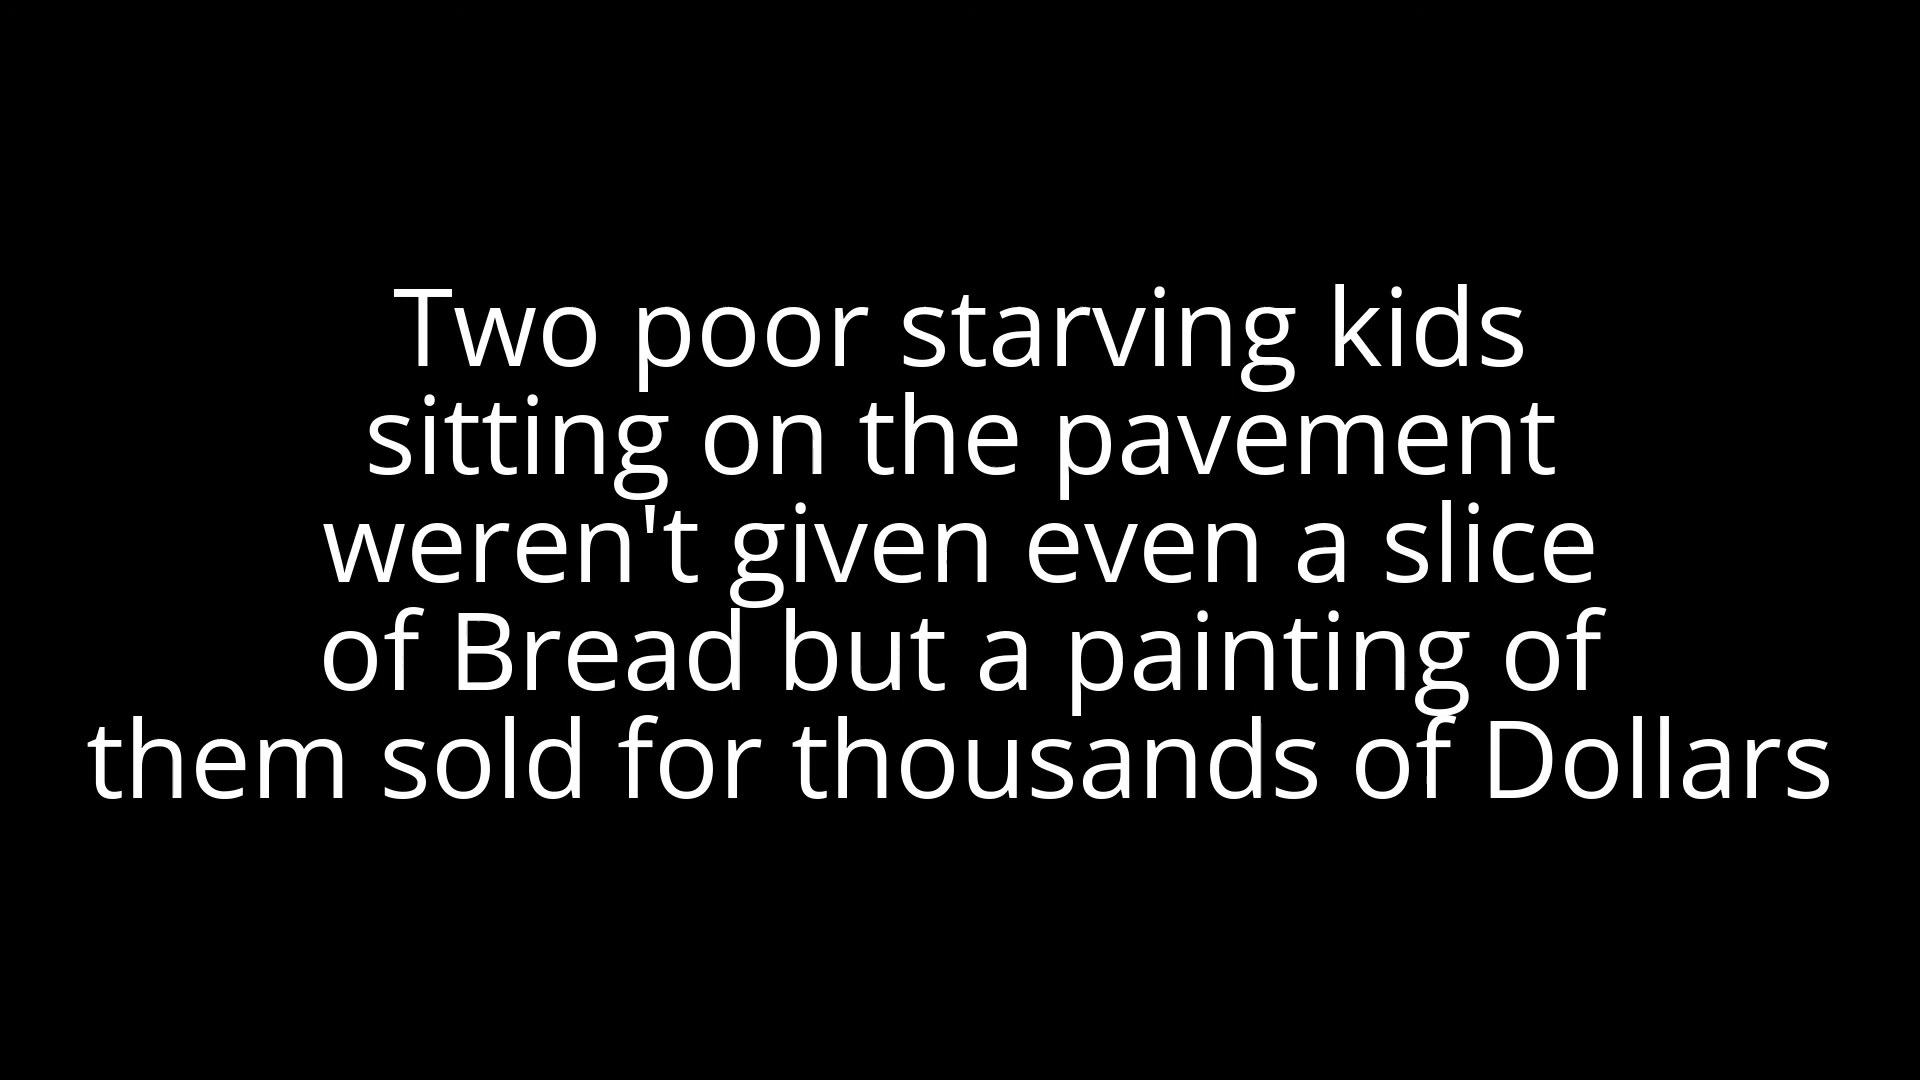 Two poor starving kids
sitting on the pavement
weren't given even a slice
of Bread but a painting of
them sold for thousands of Dollars